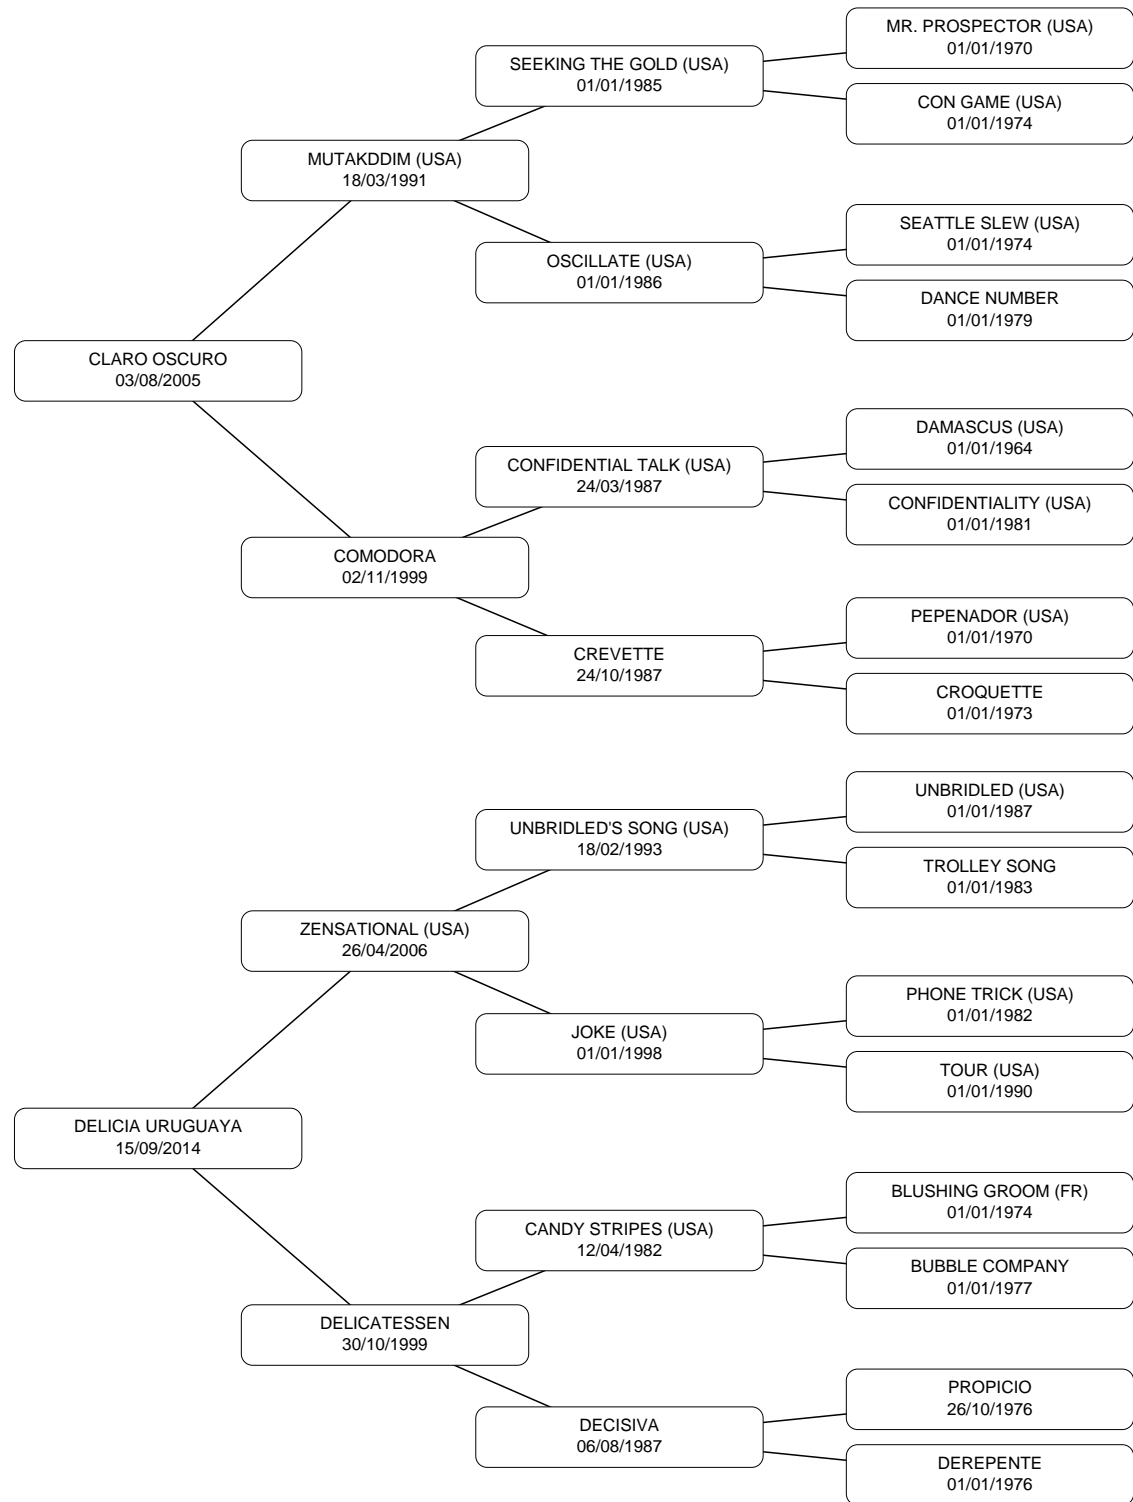 MR. PROSPECTOR (USA)
01/01/1970
SEEKING THE GOLD (USA)
01/01/1985
CON GAME (USA)
01/01/1974
MUTAKDDIM (USA)
18/03/1991
SEATTLE SLEW (USA)
01/01/1974
OSCILLATE (USA)
01/01/1986
DANCE NUMBER
01/01/1979
CLARO OSCURO
03/08/2005
DAMASCUS (USA)
01/01/1964
CONFIDENTIAL TALK (USA)
24/03/1987
CONFIDENTIALITY (USA)
01/01/1981
COMODORA
02/11/1999
PEPENADOR (USA)
01/01/1970
CREVETTE
24/10/1987
CROQUETTE
01/01/1973
UNBRIDLED (USA)
01/01/1987
UNBRIDLED'S SONG (USA)
18/02/1993
TROLLEY SONG
01/01/1983
ZENSATIONAL (USA)
26/04/2006
PHONE TRICK (USA)
01/01/1982
JOKE (USA)
01/01/1998
TOUR (USA)
01/01/1990
DELICIA URUGUAYA
15/09/2014
BLUSHING GROOM (FR)
01/01/1974
CANDY STRIPES (USA)
12/04/1982
BUBBLE COMPANY
01/01/1977
DELICATESSEN
30/10/1999
PROPICIO
26/10/1976
DECISIVA
06/08/1987
DEREPENTE
01/01/1976